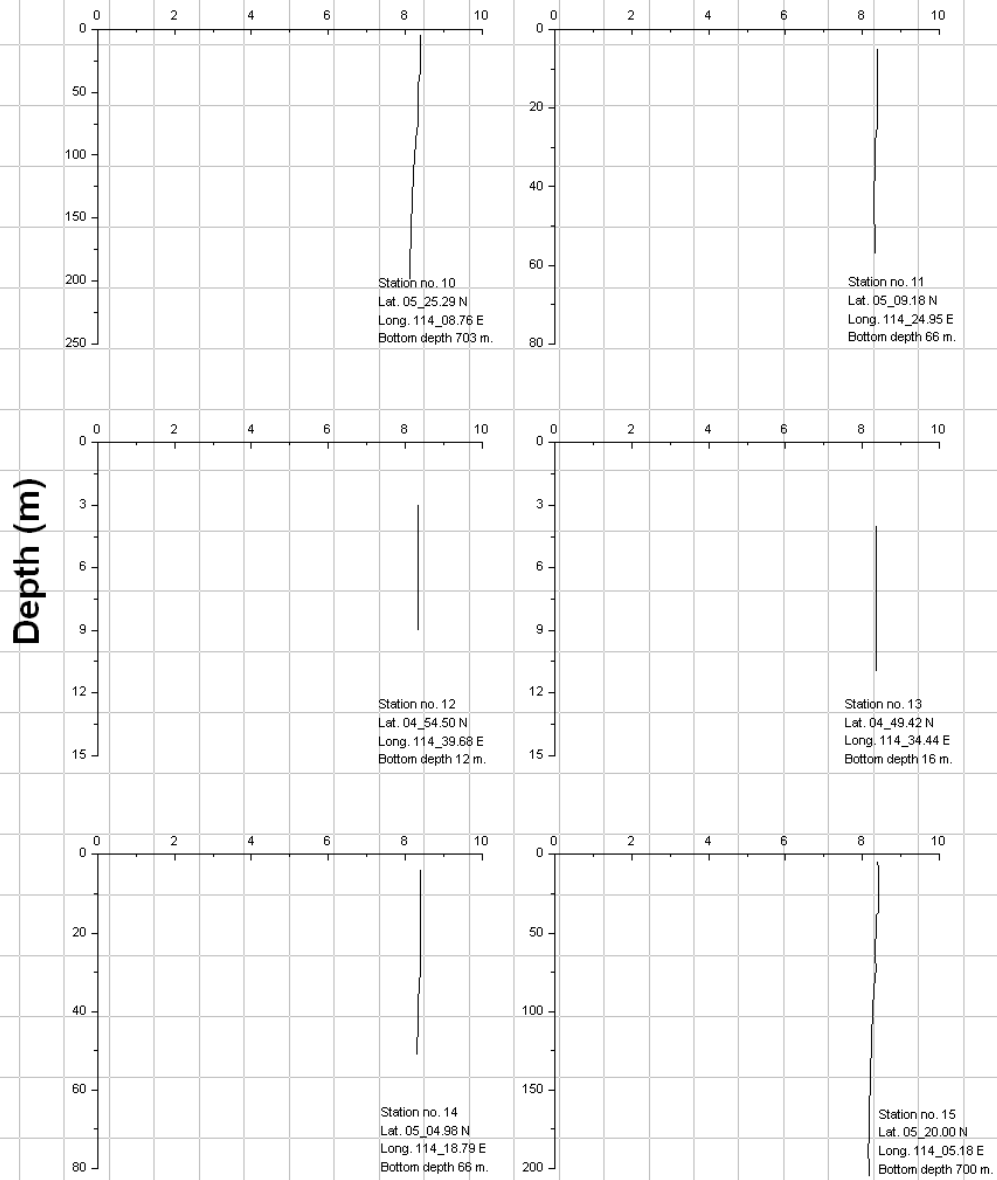 0 2 4 6 8 10
0
50
100
150
200
250
Station no. 10
Lat. 05_25.29 N
Long. 114_08.76 E
Bottom depth 703 m.
0 2 4 6 8 10
0
20
40
60
80
Station no. 11
Lat. 05_09.18 N
Long. 114_24.95 E
Bottom depth 66 m.
Depth (m)
0 2 4 6 8 10
0
3
6
9
12
15
Station no. 12
Lat. 04_54.50 N
Long. 114_39.68 E
Bottom depth 12 m.
0 2 4 6 8 10
0
3
6
9
12
15
Station no. 13
Lat. 04_49.42 N
Long. 114_34.44 E
Bottom depth 16 m.
0 2 4 6 8 10
0
20
40
60
80
Station no. 14
Lat. 05_04.98 N
Long. 114_18.79 E
Bottom depth 66 m.
0 2 4 6 8 10
0
50
100
150
200
Station no. 15
Lat. 05_20.00 N
Long. 114_05.18 E
Bottom depth 700 m.